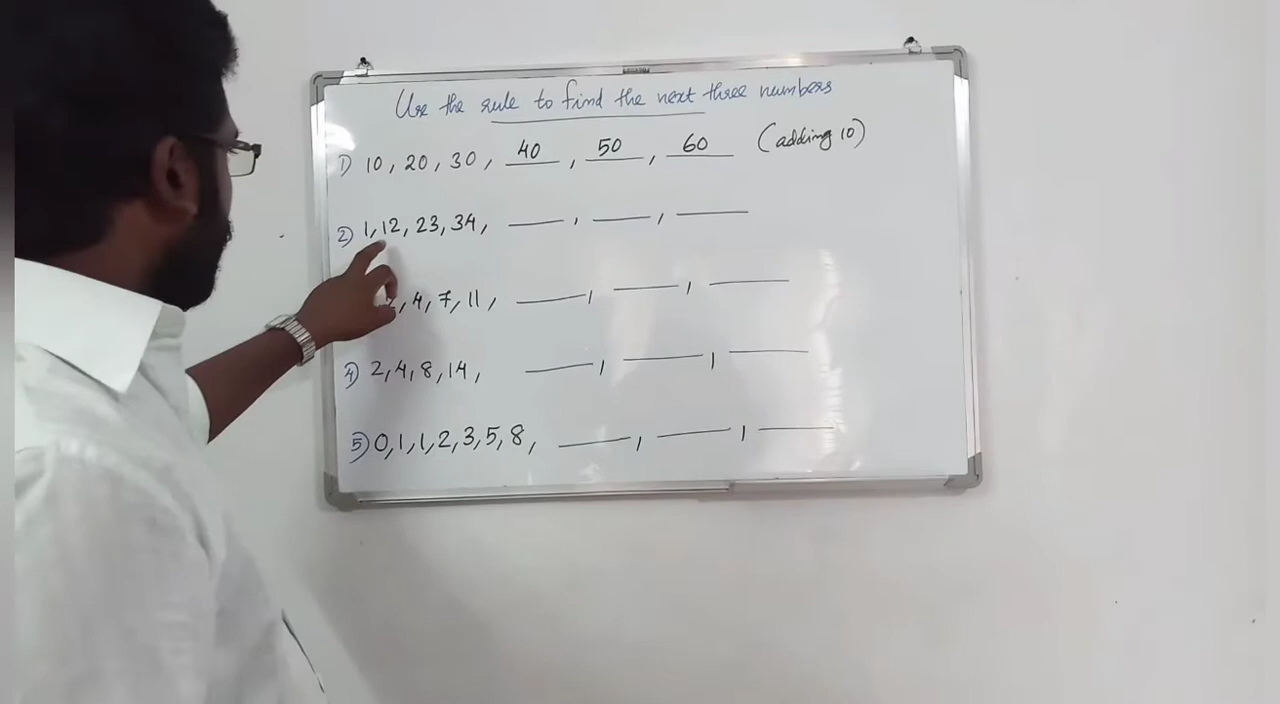 Use the rule to find the next three numbers
1) 10, 20, 30, 40, 50, 60 (adding 10)
2) 1, 12, 23, 34, ___, ___, ___
, 4, 7, 11, ___, ___, ___
4) 2, 4, 8, 14, ___, ___, ___
5) 0, 1, 1, 2, 3, 5, 8, ___, ___, ___